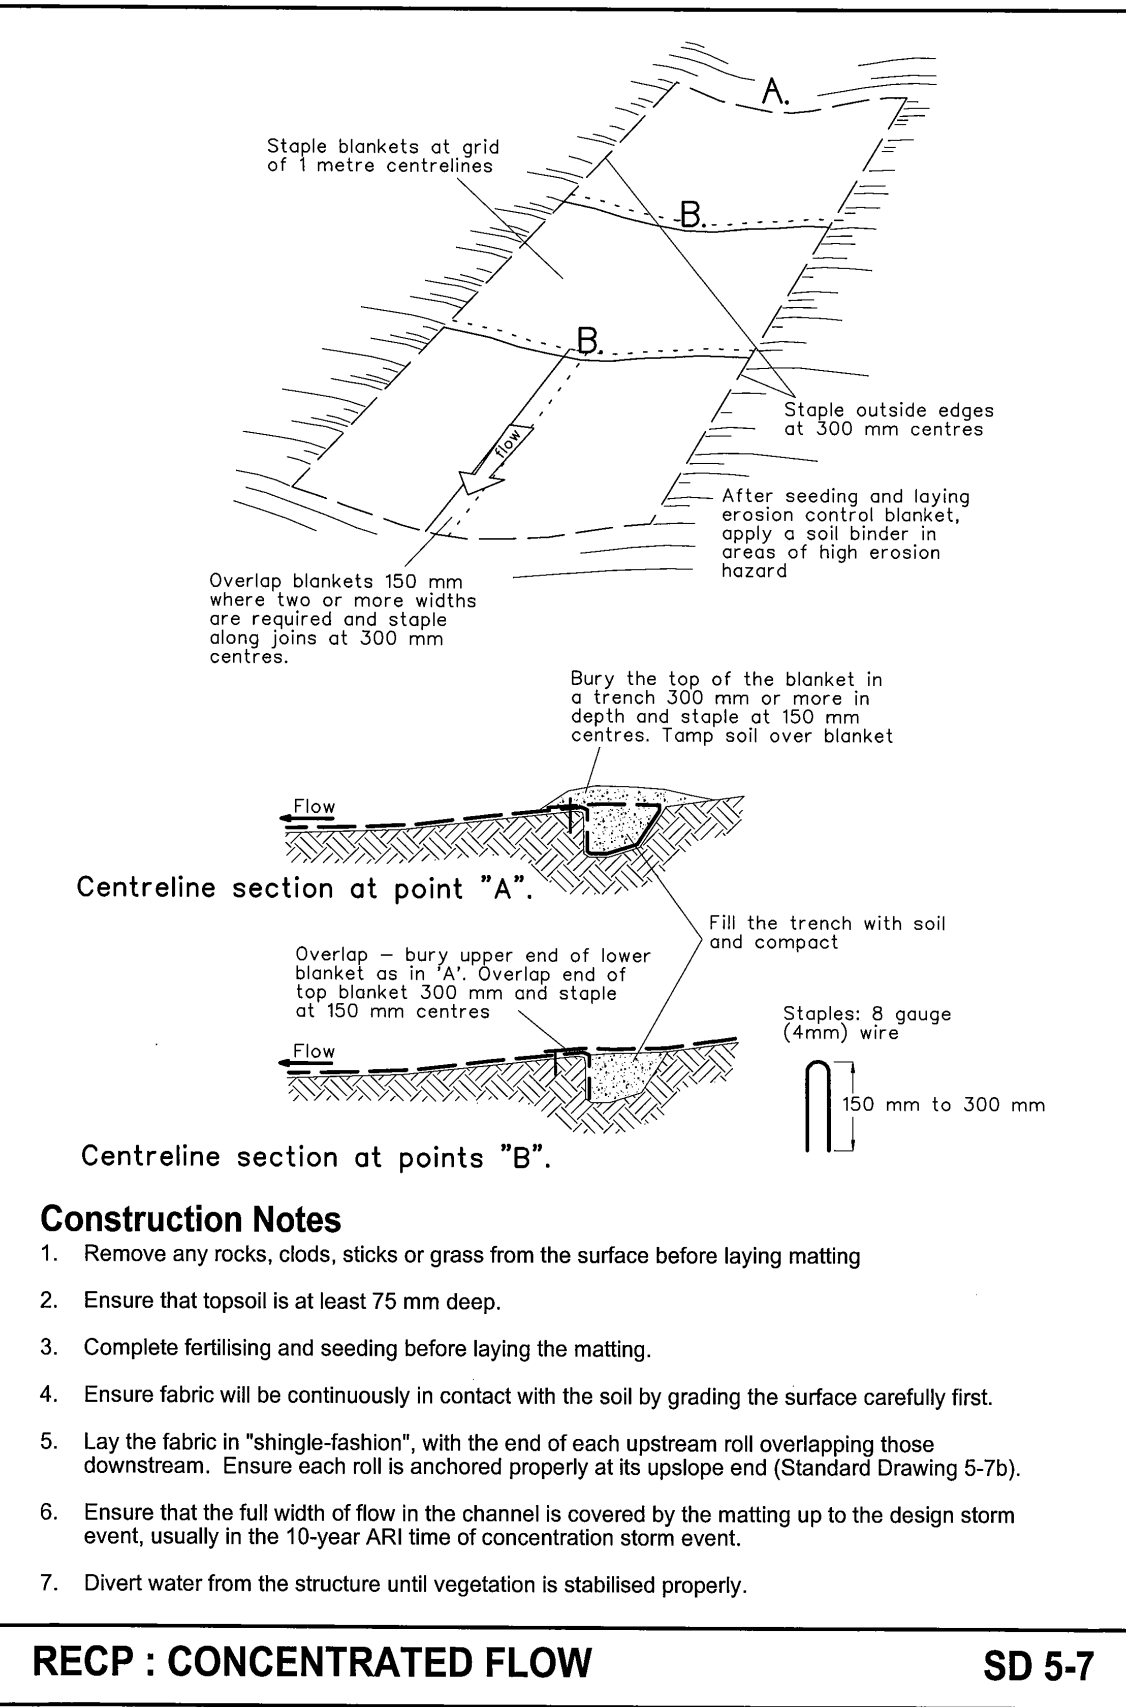 A.
Staple blankets at grid
of 1 metre centrelines
B.
B.
Staple outside edges
at 300 mm centres
flow
After seeding and laying
erosion control blanket,
apply a soil binder in
areas of high erosion
hazard
Overlap blankets 150 mm
where two or more widths
are required and staple
along joins at 300 mm
centres.
Bury the top of the blanket in
a trench 300 mm or more in
depth and staple at 150 mm
centres. Tamp soil over blanket
Flow
Centreline section at point "A".
Fill the trench with soil
and compact
Overlap – bury upper end of lower
blanket as in 'A'. Overlap end of
top blanket 300 mm and staple
at 150 mm centres
Staples: 8 gauge
(4mm) wire
Flow
150 mm to 300 mm
Centreline section at points "B".
Construction Notes
1. Remove any rocks, clods, sticks or grass from the surface before laying matting
2. Ensure that topsoil is at least 75 mm deep.
3. Complete fertilising and seeding before laying the matting.
4. Ensure fabric will be continuously in contact with the soil by grading the surface carefully first.
5. Lay the fabric in "shingle-fashion", with the end of each upstream roll overlapping those
downstream. Ensure each roll is anchored properly at its upslope end (Standard Drawing 5-7b).
6. Ensure that the full width of flow in the channel is covered by the matting up to the design storm
event, usually in the 10-year ARI time of concentration storm event.
7. Divert water from the structure until vegetation is stabilised properly.
RECP : CONCENTRATED FLOW
SD 5-7